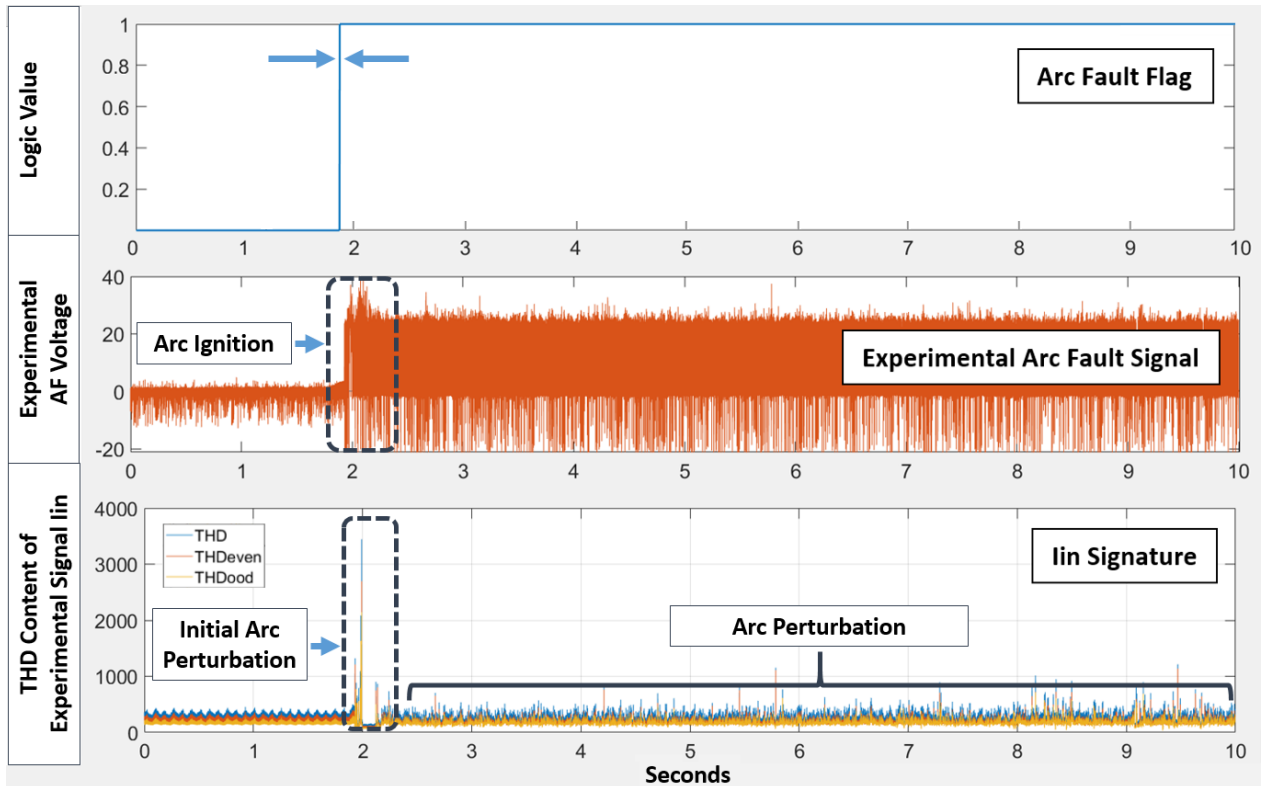 Logic Value
1
0.8
0.6
0.4
0.2
Arc Fault Flag
0 1 2 3 4 5 6 7 8 9 10
Experimental
AF Voltage
40
20
0
-20
Arc Ignition
Experimental Arc Fault Signal
0 1 2 3 4 5 6 7 8 9 10
THD Content of
Experimental Signal Iin
4000
3000
2000
1000
0
THD
THDeven
THDood
Iin Signature
Initial Arc
Perturbation
Arc Perturbation
0 1 2 3 4 5 6 7 8 9 10
Seconds